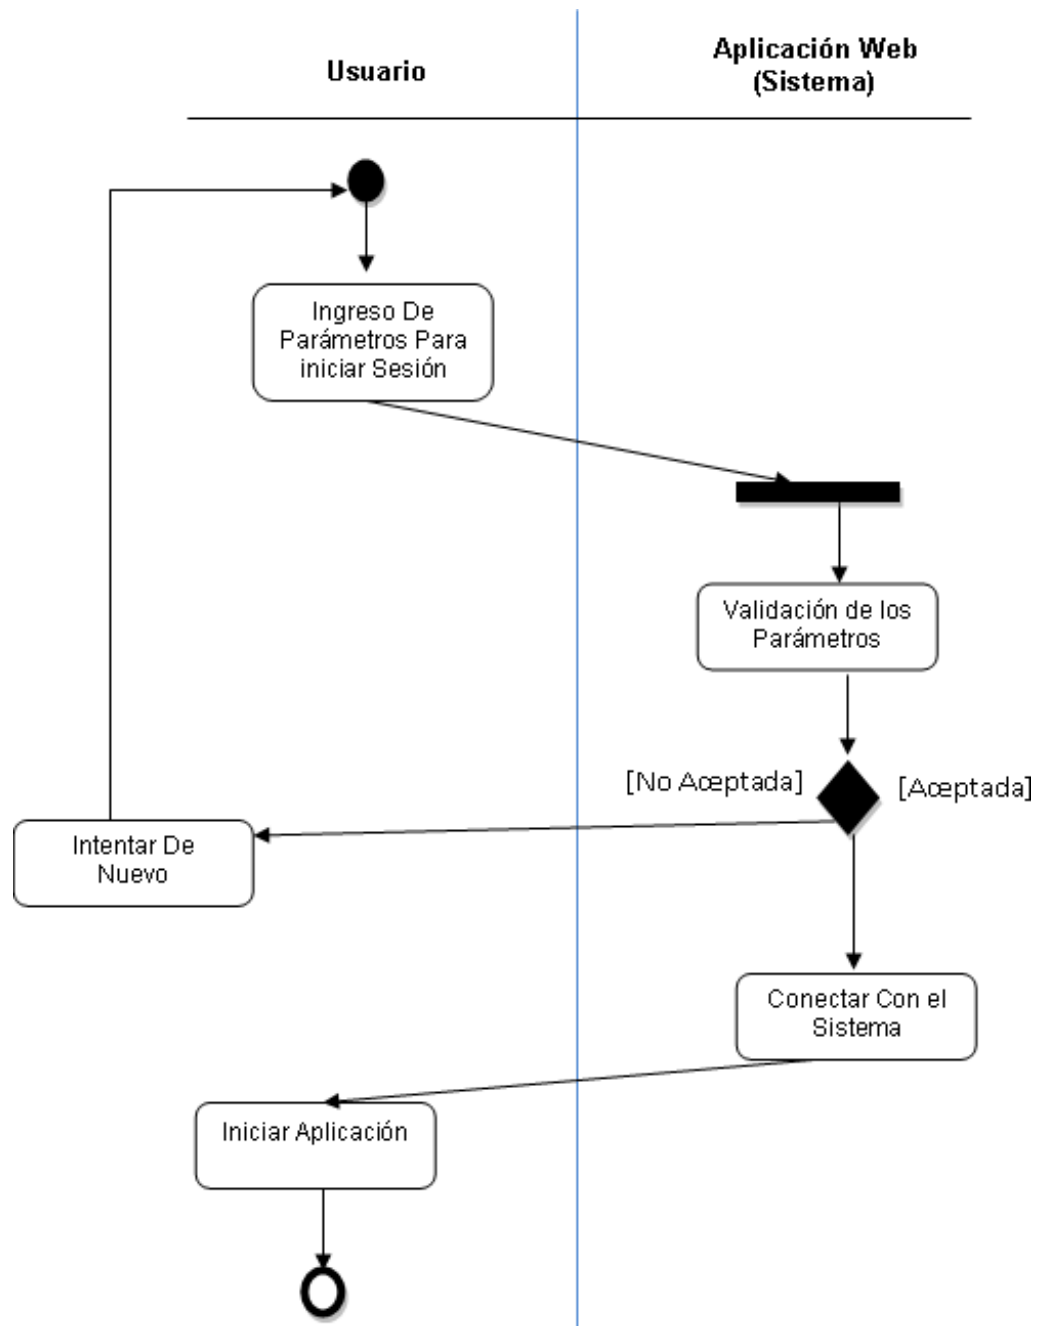 Usuario
Aplicación Web
(Sistema)
Ingreso De
Parámetros Para
iniciar Sesión
Validación de los
Parámetros
[No Aceptada]
[Aceptada]
Intentar De
Nuevo
Conectar Con el
Sistema
Iniciar Aplicación